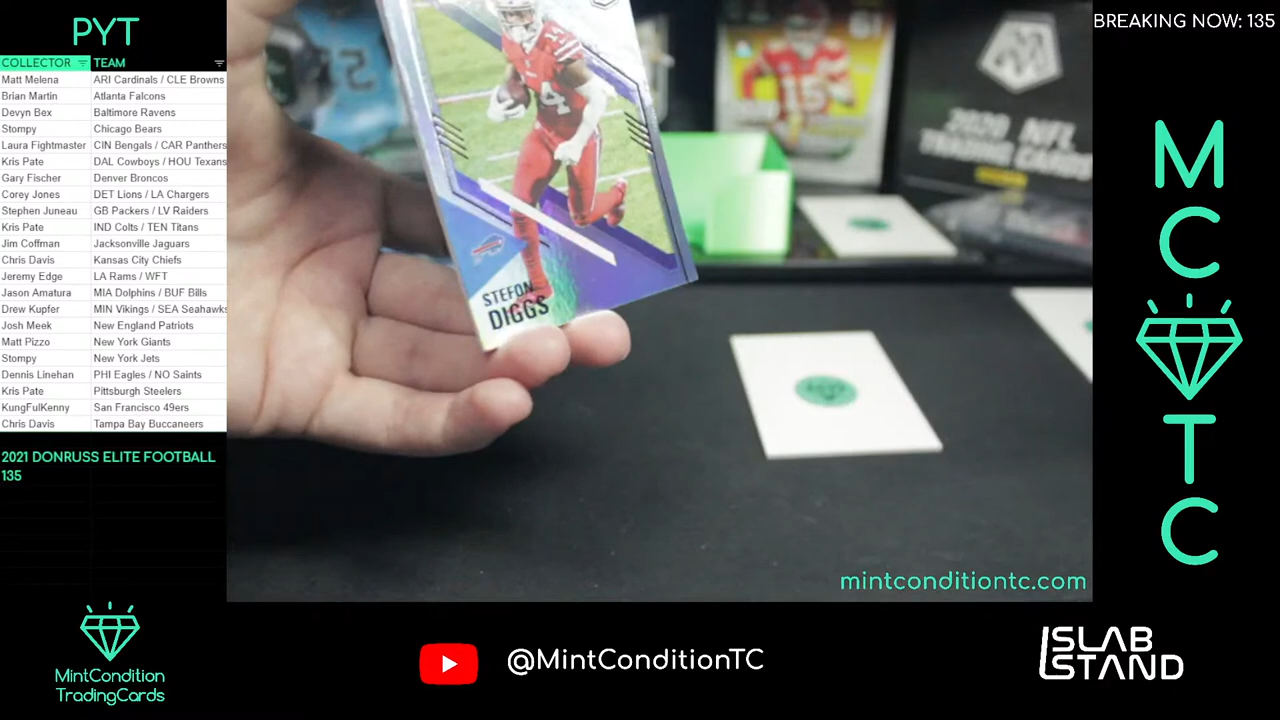 PYT
COLLECTOR TEAM
Matt Melena ARI Cardinals / CLE Browns
Brian Martin Atlanta Falcons
Devyn Bex Baltimore Ravens
Stompy Chicago Bears
Laura Fightmaster CIN Bengals / CAR Panthers
Kris Pate DAL Cowboys / HOU Texans
Gary Fischer Denver Broncos
Corey Jones DET Lions / LA Chargers
Stephen Juneau GB Packers / LV Raiders
Kris Pate IND Colts / TEN Titans
Jim Coffman Jacksonville Jaguars
Chris Davis Kansas City Chiefs
Jeremy Edge LA Rams / WFT
Jason Amatura MIA Dolphins / BUF Bills
Drew Kupfer MIN Vikings / SEA Seahawks
Josh Meek New England Patriots
Matt Pizzo New York Giants
Stompy New York Jets
Dennis Linehan PHI Eagles / NO Saints
Kris Pate Pittsburgh Steelers
KungFulKenny San Francisco 49ers
Chris Davis Tampa Bay Buccaneers
2021 DONRUSS ELITE FOOTBALL
135
MintCondition
TradingCards
14
STEFON
DIGGS
15
2020 NFL
TRADING CARDS
mintconditiontc.com
@MintConditionTC
BREAKING NOW: 135
M
C
T
C
SLAB
STAND